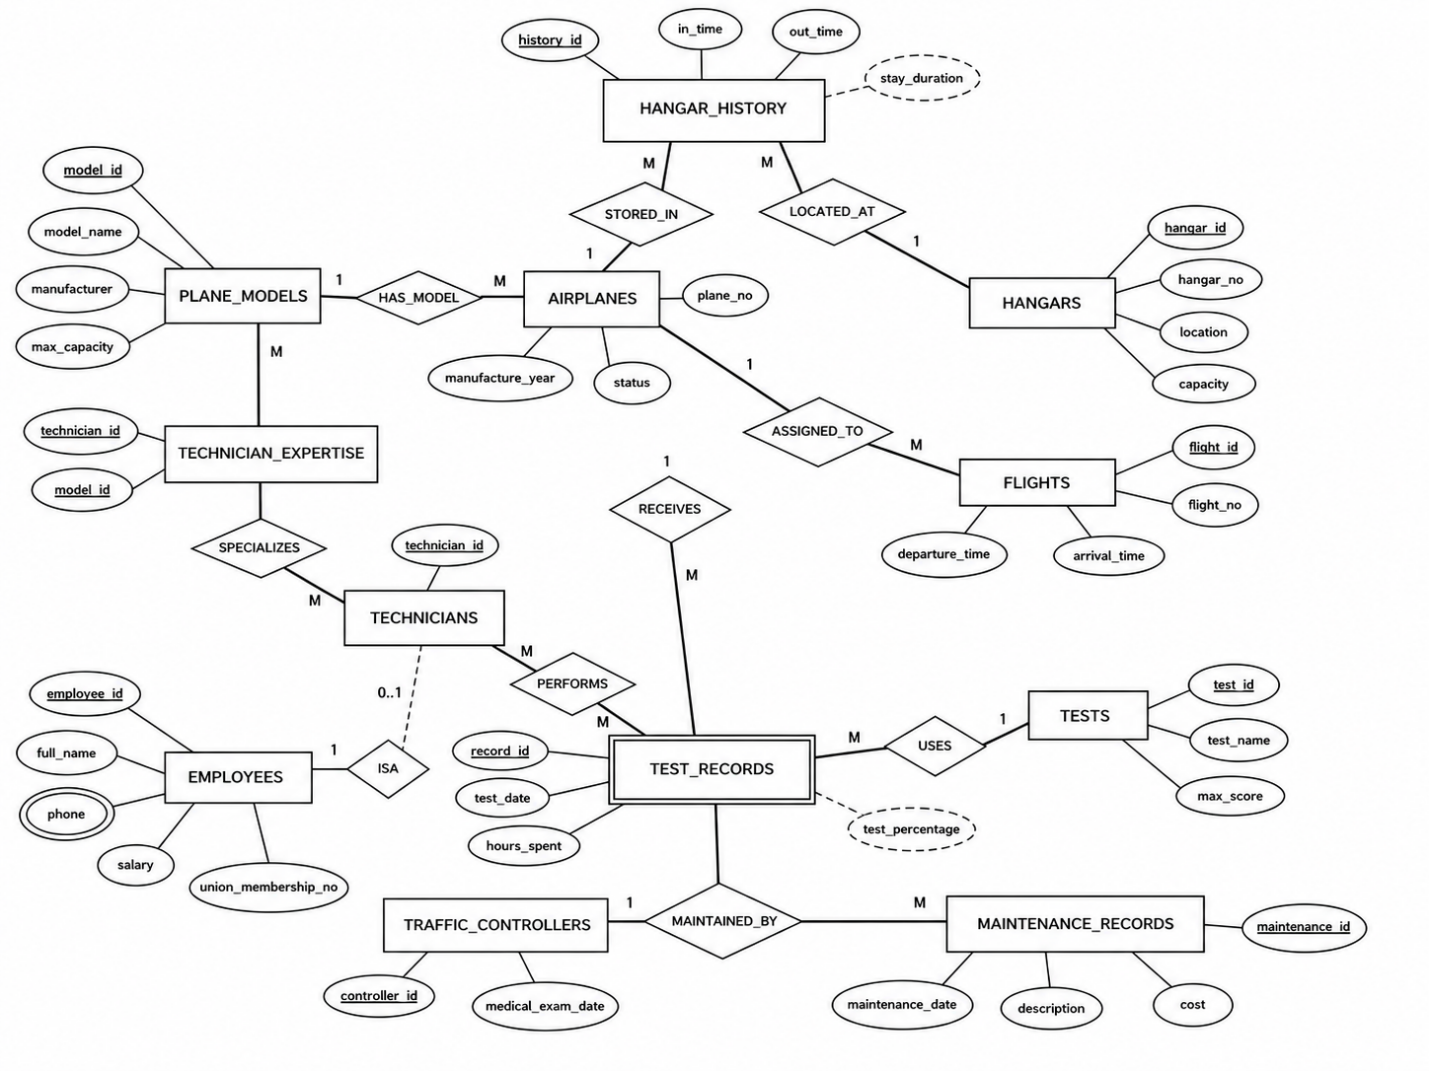 history_id
in_time
out_time
stay_duration
HANGAR_HISTORY
M
M
model_id
STORED_IN
LOCATED_AT
model_name
1
1
hangar_id
manufacturer
PLANE_MODELS
1
HAS_MODEL
M
AIRPLANES
plane_no
HANGARS
hangar_no
location
max_capacity
M
manufacture_year
status
1
capacity
technician_id
TECHNICIAN_EXPERTISE
ASSIGNED_TO
M
flight_id
model_id
1
RECEIVES
FLIGHTS
flight_no
SPECIALIZES
technician_id
departure_time
arrival_time
M
M
TECHNICIANS
M
PERFORMS
employee_id
0..1
M
test_id
full_name
1
ISA
record_id
TEST_RECORDS
M
USES
1
TESTS
test_name
EMPLOYEES
phone
test_date
max_score
salary
hours_spent
test_percentage
union_membership_no
TRAFFIC_CONTROLLERS
1
MAINTAINED_BY
M
MAINTENANCE_RECORDS
maintenance_id
controller_id
medical_exam_date
maintenance_date
description
cost